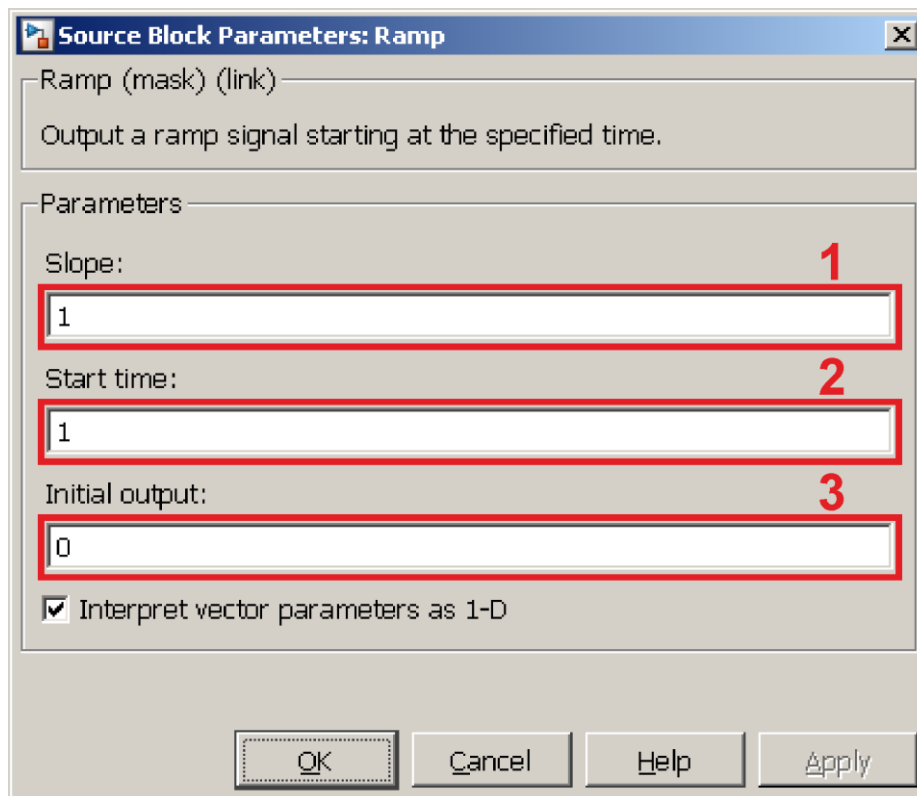 Source Block Parameters: Ramp
Ramp (mask) (link)
Output a ramp signal starting at the specified time.
Parameters
Slope: 1
1
Start time: 2
1
Initial output: 3
0
Interpret vector parameters as 1-D
OK Cancel Help Apply